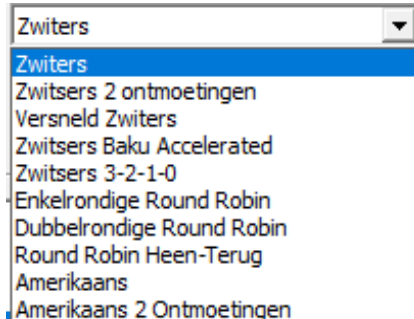 Zwiters
Zwiters
Zwitsers 2 ontmoetingen
Versneld Zwiters
Zwitsers Baku Accelerated
Zwitsers 3-2-1-0
Enkelrondige Round Robin
Dubbelrondige Round Robin
Round Robin Heen-Terug
Amerikaans
Amerikaans 2 Ontmoetingen